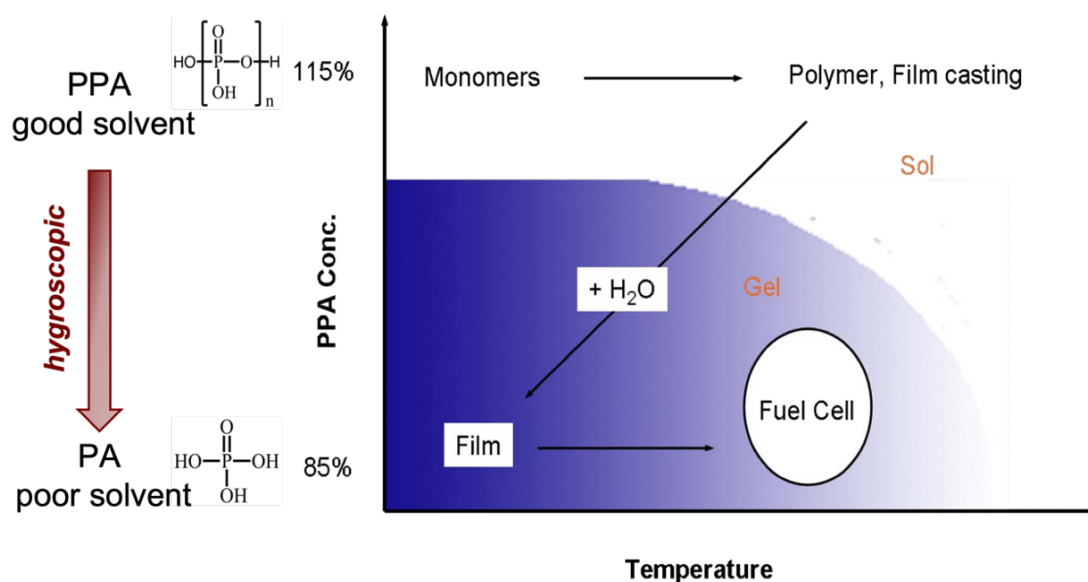 PPA
good solvent
O
HO
P
O
H
OH
n
115%
hygroscopic
PA
poor solvent
O
HO
P
OH
OH
85%
PPA Conc.
Monomers
Polymer, Film casting
Sol
+ H₂O
Gel
Film
Fuel Cell
Temperature